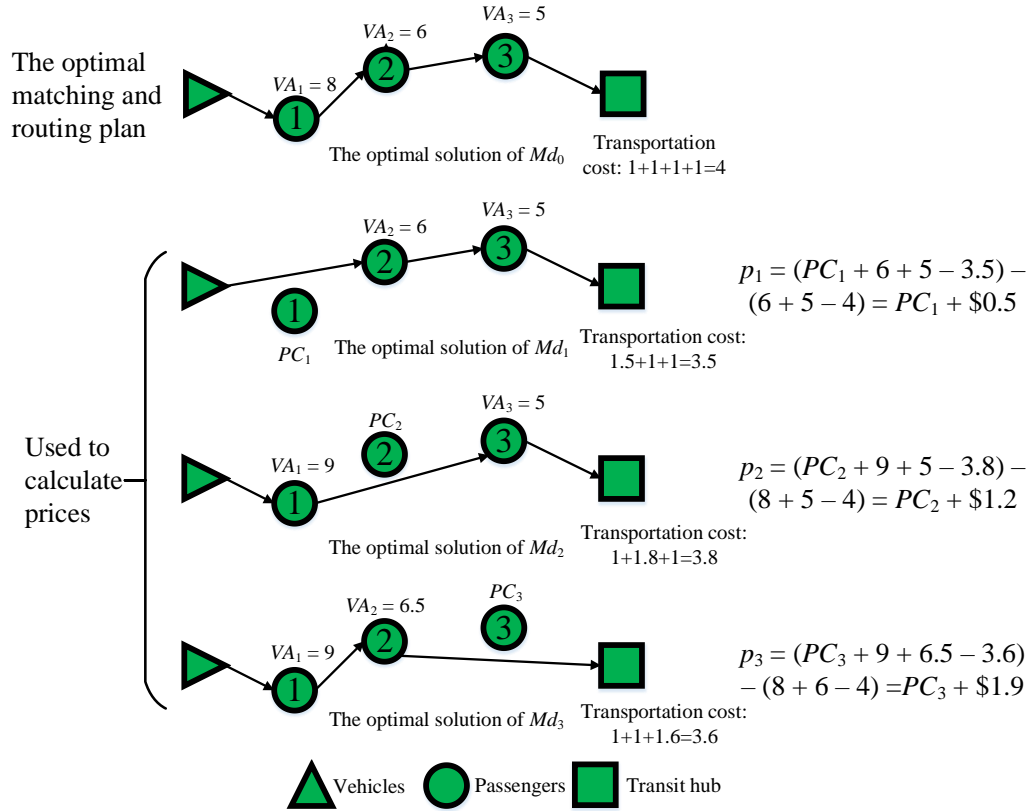 The optimal
matching and
routing plan
VA₁ = 8
1
VA₂ = 6
2
VA₃ = 5
3
The optimal solution of Md₀
Transportation
cost: 1+1+1+1=4
Used to
calculate
prices
1
PC₁
VA₂ = 6
2
VA₃ = 5
3
The optimal solution of Md₁
Transportation cost:
1.5+1+1=3.5
p₁ = (PC₁ + 6 + 5 – 3.5) –
(6 + 5 – 4) = PC₁ + $0.5
VA₁ = 9
1
PC₂
2
VA₃ = 5
3
The optimal solution of Md₂
Transportation cost:
1+1.8+1=3.8
p₂ = (PC₂ + 9 + 5 – 3.8) –
(8 + 5 – 4) = PC₂ + $1.2
VA₁ = 9
1
VA₂ = 6.5
2
PC₃
3
The optimal solution of Md₃
Transportation cost:
1+1+1.6=3.6
p₃ = (PC₃ + 9 + 6.5 – 3.6)
– (8 + 6 – 4) =PC₃ + $1.9
Vehicles
Passengers
Transit hub